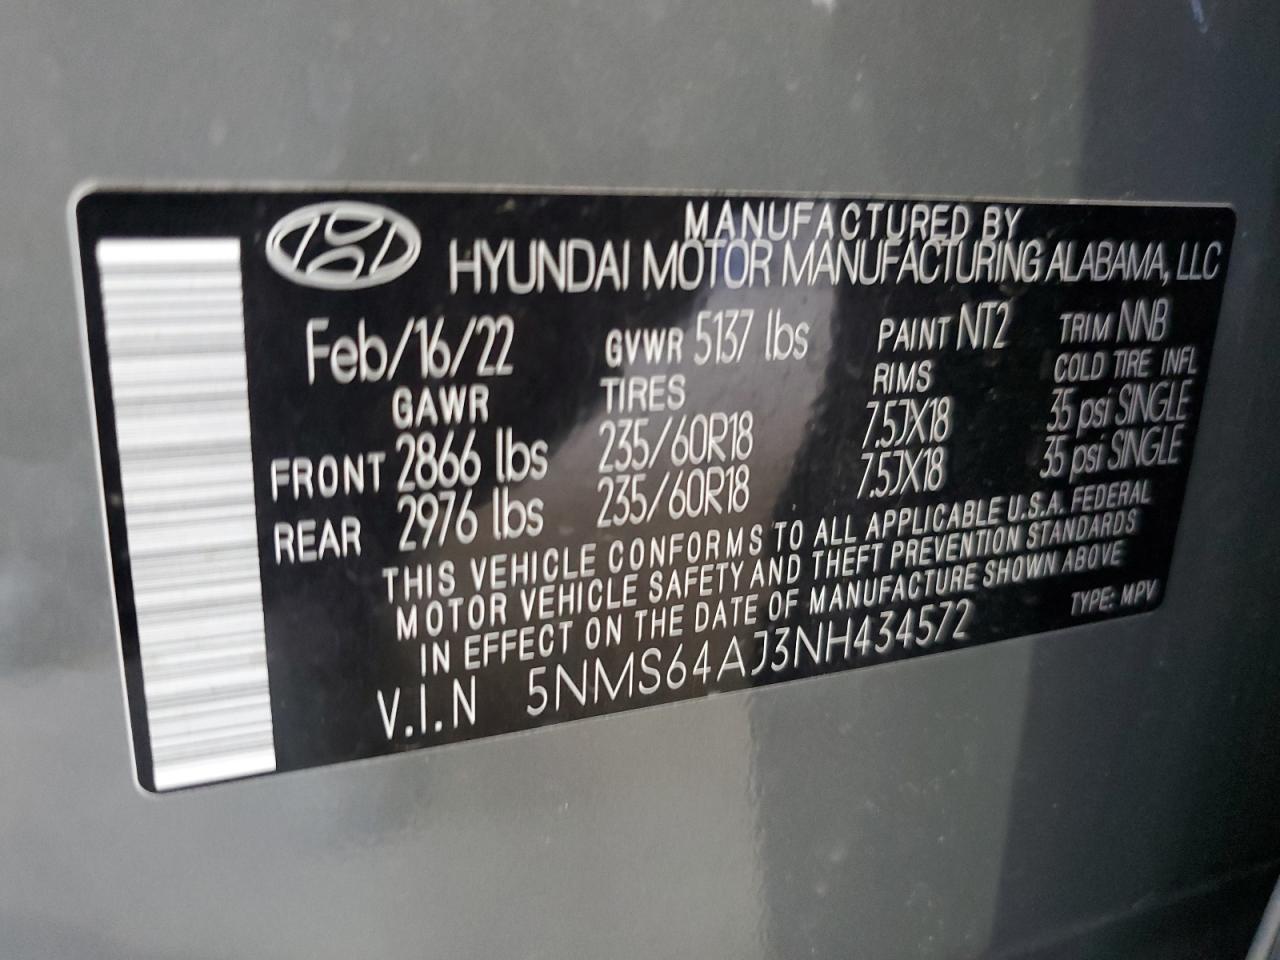 MANUFACTURED BY
HYUNDAI MOTOR MANUFACTURING ALABAMA, LLC
Feb/16/22 GVWR 5137 lbs PAINT NT2 TRIM NNB
GAWR TIRES RIMS COLD TIRE INFL
FRONT 2866 lbs 235/60R18 7.5JX18 35 psi SINGLE
REAR 2976 lbs 235/60R18 7.5JX18 35 psi SINGLE
THIS VEHICLE CONFORMS TO ALL APPLICABLE U.S.A. FEDERAL
MOTOR VEHICLE SAFETY AND THEFT PREVENTION STANDARDS
IN EFFECT ON THE DATE OF MANUFACTURE SHOWN ABOVE
V.I.N 5NMS64AJ3NH434572 TYPE: MPV